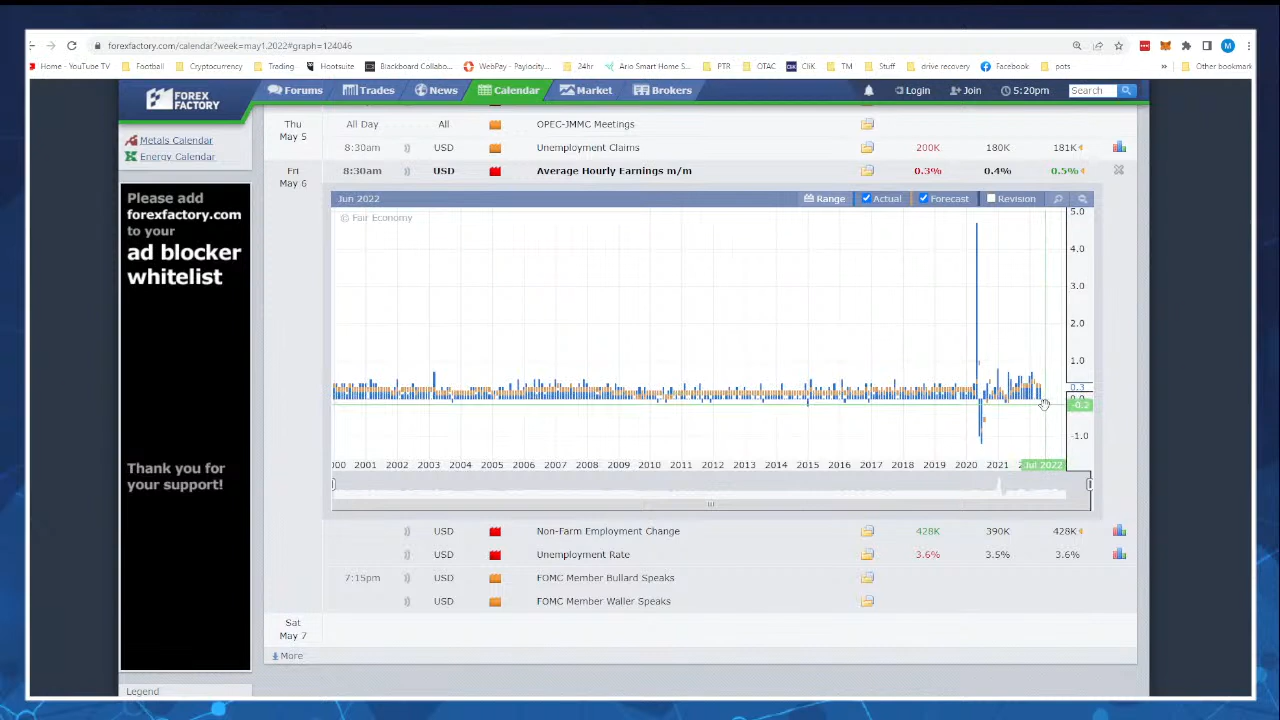 forexfactory.com/calendar?week=may1.2022#graph=124046
M
Home - YouTube TV Football Cryptocurrency Trading Hootsuite Blackboard Collabo... WebPay - Paylocity... 24hr Ario Smart Home S... PTR OTAC CliK TM Stuff drive recovery Facebook pots » Other bookmark
FOREX FACTORY
Forums Trades News Calendar Market Brokers Login Join 5:20pm Search
Metals Calendar
Energy Calendar
Please add
forexfactory.com
to your
ad blocker
whitelist
Thank you for
your support!
Legend
Thu May 5 All Day All OPEC-JMMC Meetings
8:30am USD Unemployment Claims 200K 180K 181K
Fri May 6 8:30am USD Average Hourly Earnings m/m 0.3% 0.4% 0.5%
Jun 2022 Range Actual Forecast Revision
© Fair Economy
5.0
4.0
3.0
2.0
1.0
0.3
0.0
-0.2
-1.0
2001 2002 2003 2004 2005 2006 2007 2008 2009 2010 2011 2012 2013 2014 2015 2016 2017 2018 2019 2020 2021 Jul 2022
USD Non-Farm Employment Change 428K 390K 428K
USD Unemployment Rate 3.6% 3.5% 3.6%
7:15pm USD FOMC Member Bullard Speaks
USD FOMC Member Waller Speaks
Sat
May 7
More